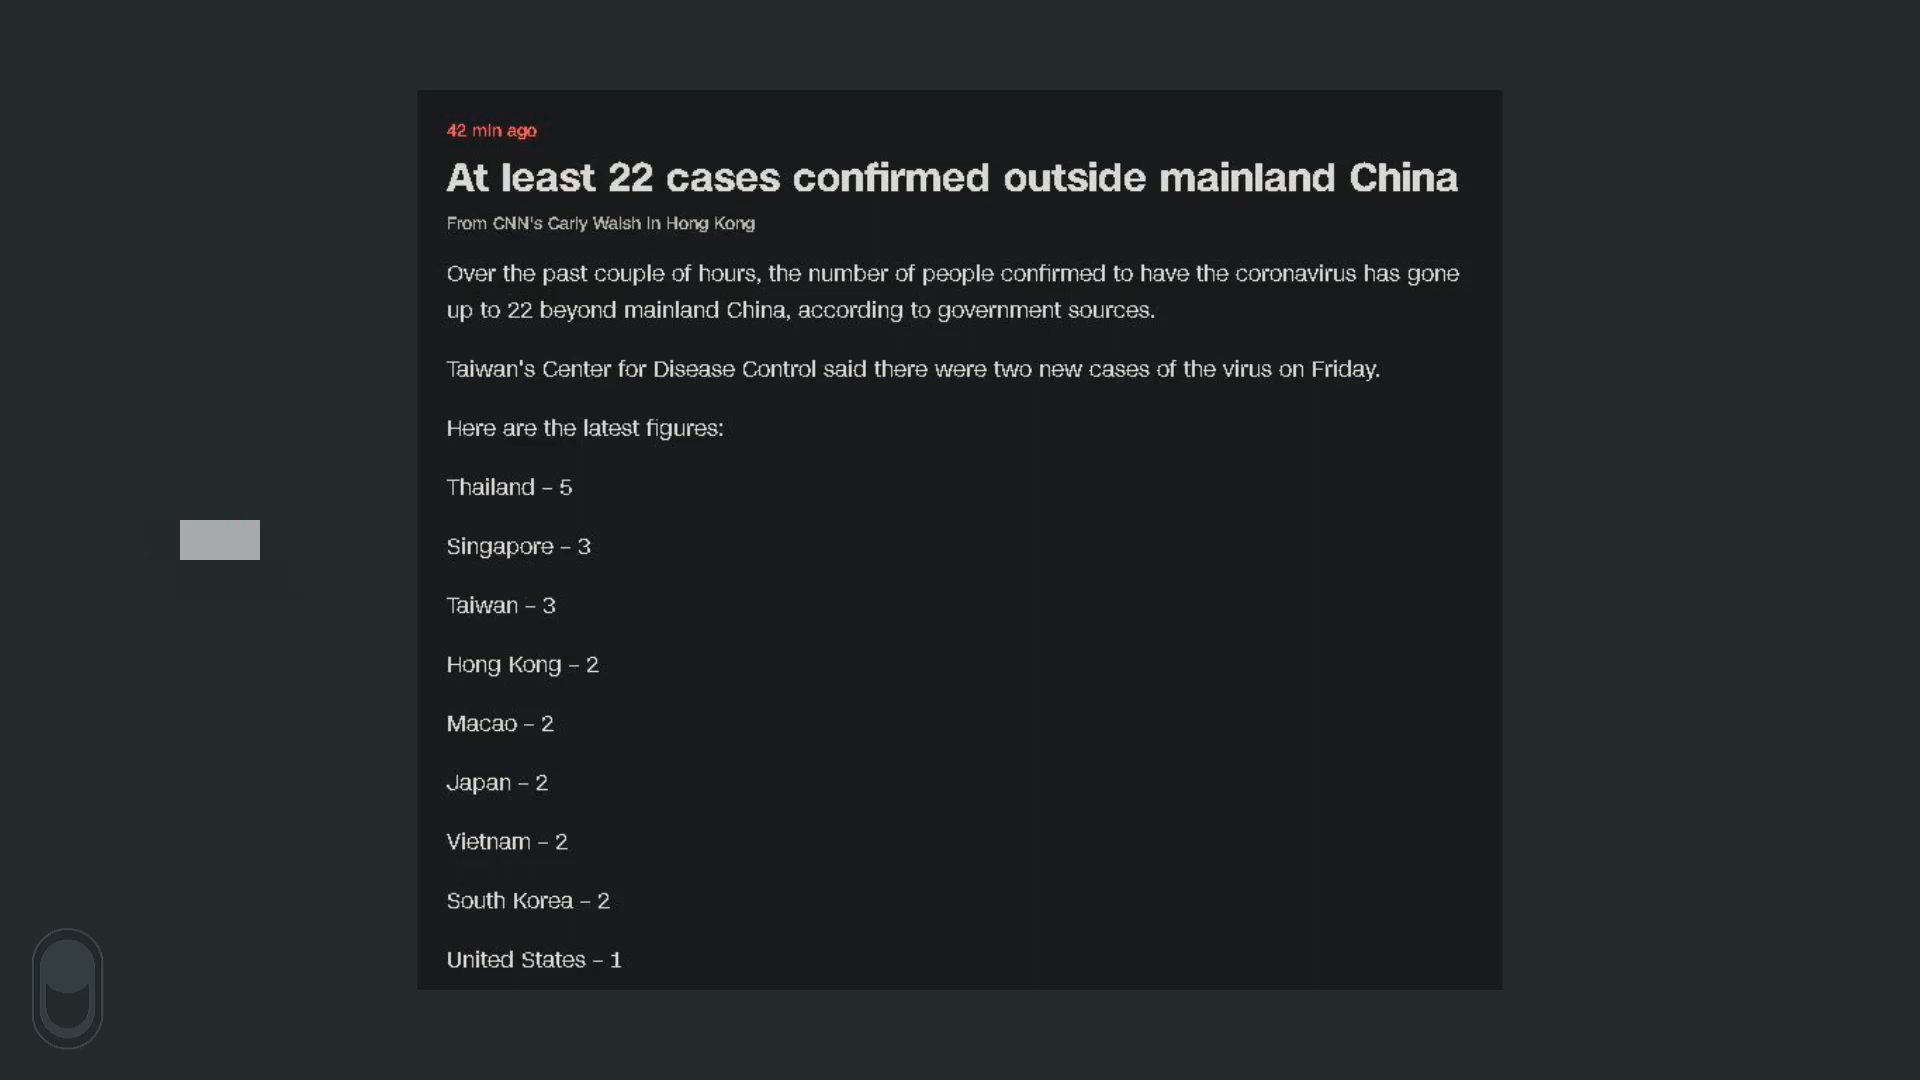 42 min ago
At least 22 cases confirmed outside mainland China
From CNN's Carly Walsh in Hong Kong
Over the past couple of hours, the number of people confirmed to have the coronavirus has gone
up to 22 beyond mainland China, according to government sources.
Taiwan's Center for Disease Control said there were two new cases of the virus on Friday.
Here are the latest figures:
Thailand – 5
Singapore – 3
Taiwan – 3
Hong Kong – 2
Macao – 2
Japan – 2
Vietnam – 2
South Korea – 2
United States – 1